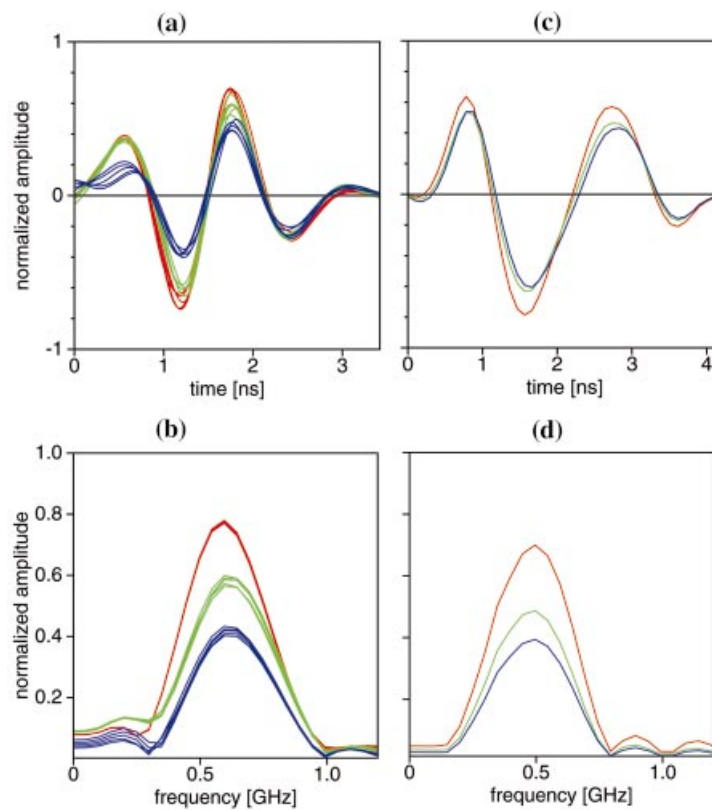 (a) (c)
1
normalized amplitude
0
-1
0 1 2 3
0 1 2 3 4
time [ns] time [ns]
(b) (d)
1.0
0.8
normalized amplitude
0.6
0.4
0.2
0.5 1.0
0 0.5 1.0
frequency [GHz] frequency [GHz]